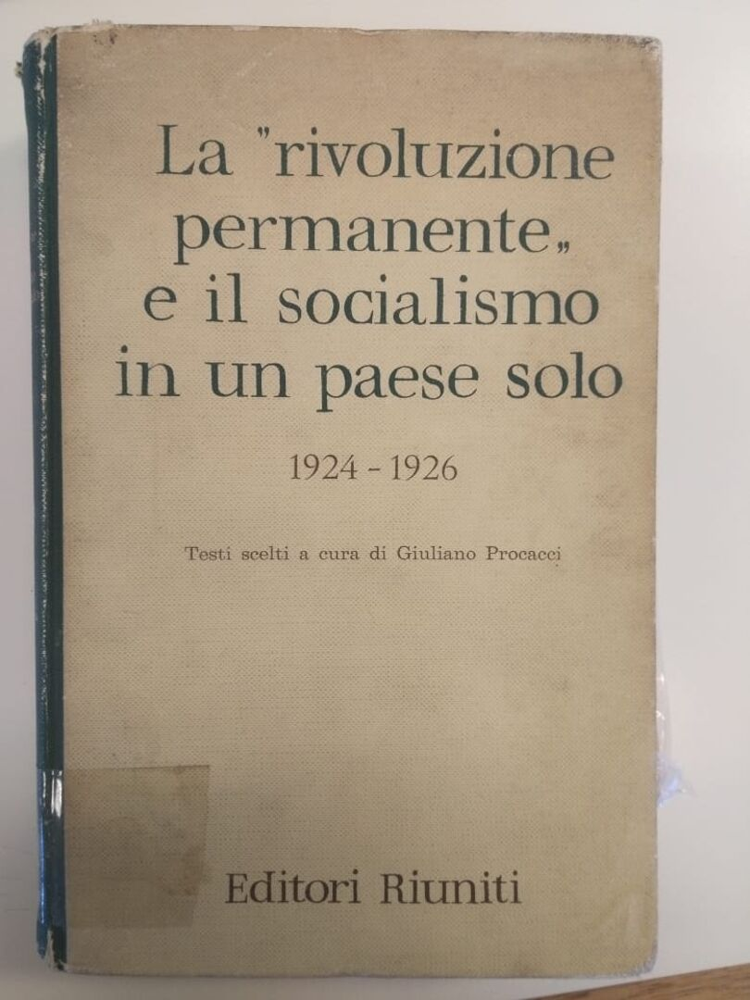 La "rivoluzione
permanente„
e il socialismo
in un paese solo
1924 - 1926
Testi scelti a cura di Giuliano Procacci
Editori Riuniti